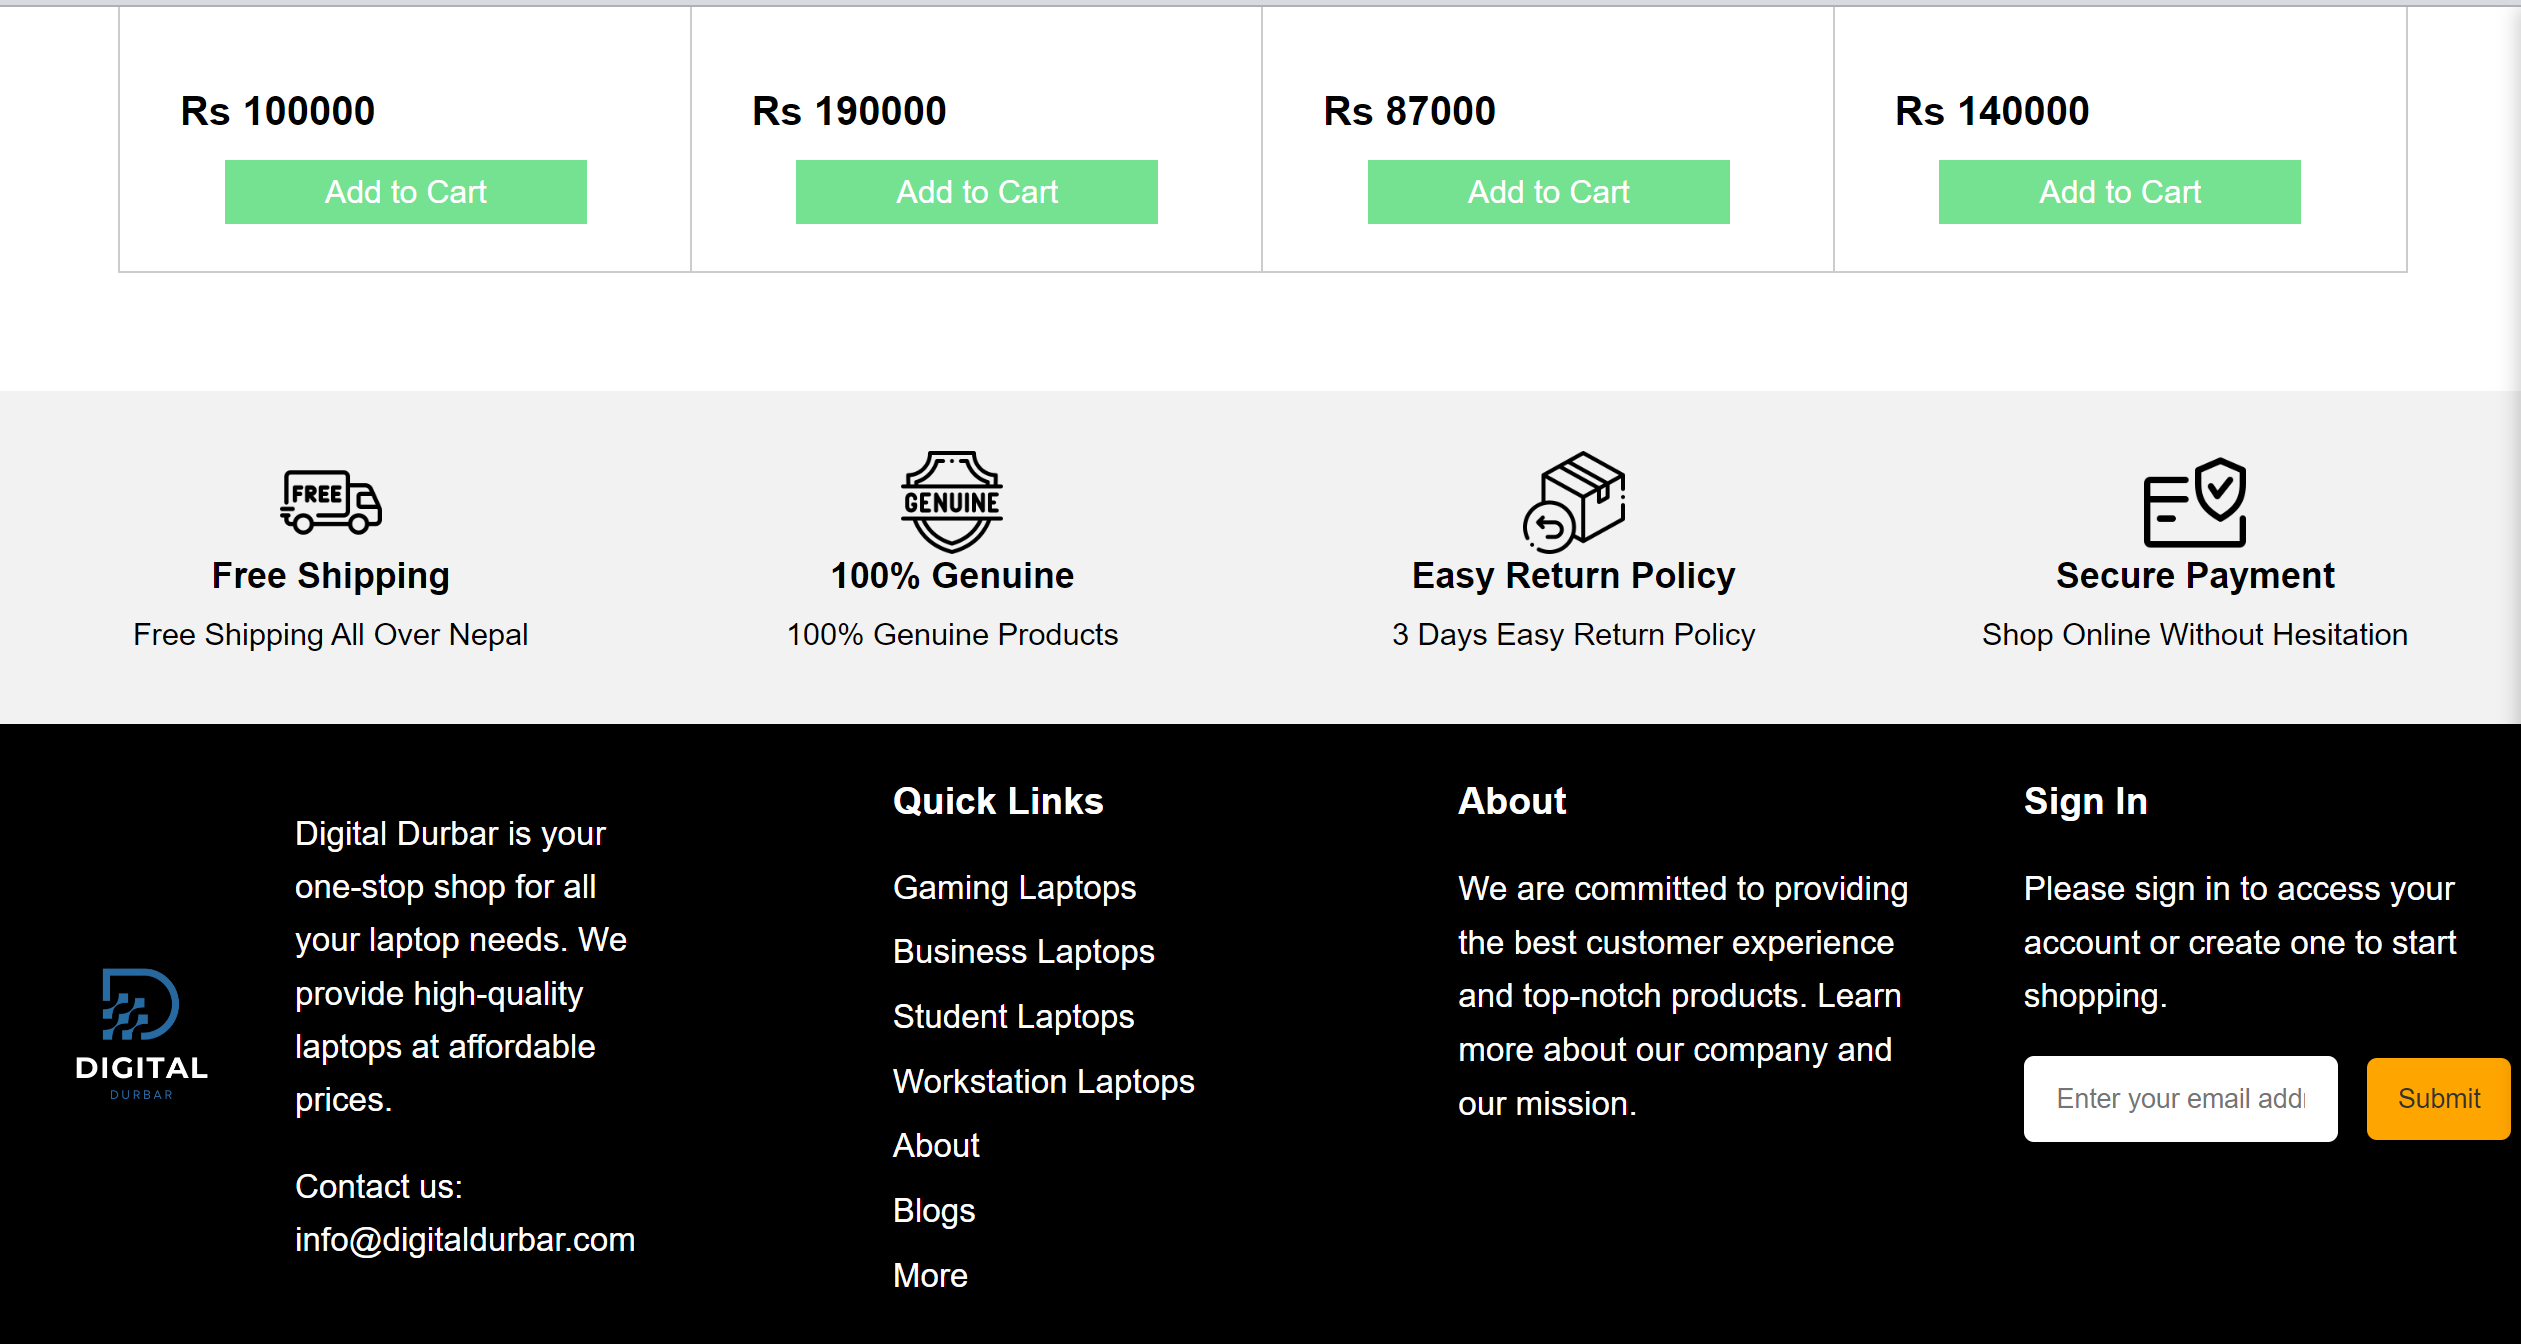 Rs 100000
Rs 190000
Rs 87000
Rs 140000
Add to Cart
Add to Cart
Add to Cart
Add to Cart
FREE
GENUINE
Free Shipping
100% Genuine
Easy Return Policy
Secure Payment
Free Shipping All Over Nepal
100% Genuine Products
3 Days Easy Return Policy
Shop Online Without Hesitation
DIGITAL
DURBAR
Digital Durbar is your
one-stop shop for all
your laptop needs. We
provide high-quality
laptops at affordable
prices.
Contact us:
info@digitaldurbar.com
Quick Links
Gaming Laptops
Business Laptops
Student Laptops
Workstation Laptops
About
Blogs
More
About
We are committed to providing
the best customer experience
and top-notch products. Learn
more about our company and
our mission.
Sign In
Please sign in to access your
account or create one to start
shopping.
Enter your email add
Submit